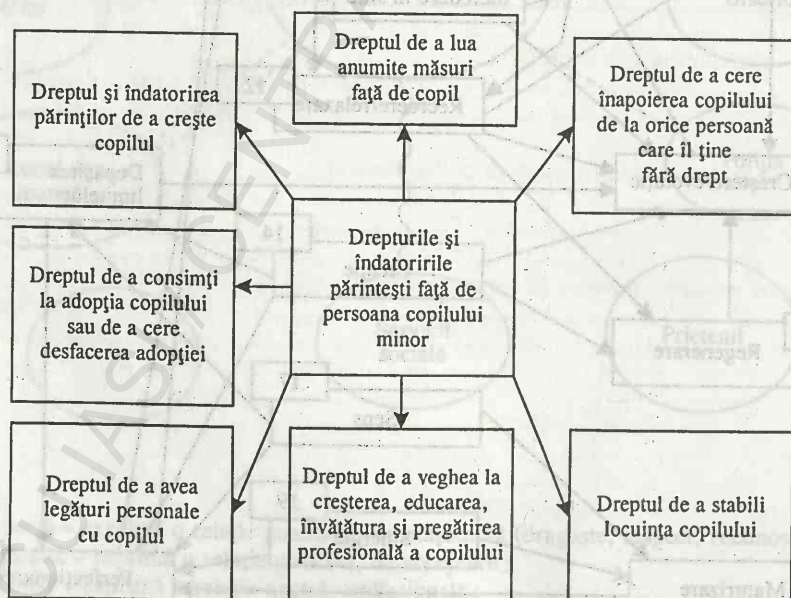 Dreptul şi îndatorirea
părinţilor de a creşte
copilul
Dreptul de a lua
anumite măsuri
faţă de copil
Dreptul de a cere
înapoierea copilului
de la orice persoană
care îl ţine
fără drept
Dreptul de a consimţi
la adopţia copilului
sau de a cere
desfacerea adopţiei
Drepturile şi
îndatoririle
părinteşti faţă de
persoana copilului
minor
Dreptul de a avea
legături personale
cu copilul
Dreptul de a veghea la
creşterea, educarea,
învăţătura şi pregătirea
profesională a copilului
Dreptul de a stabili
locuinţa copilului